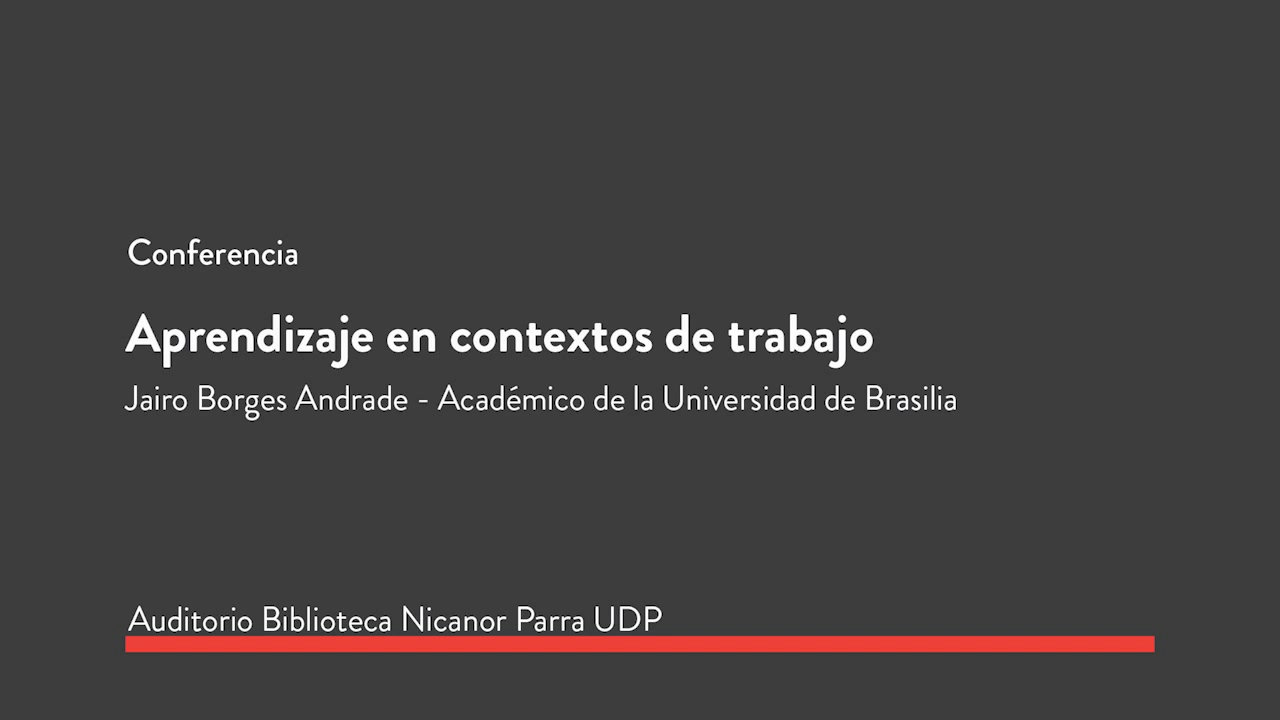 Conferencia
Aprendizaje en contextos de trabajo
Jairo Borges Andrade - Académico de la Universidad de Brasilia
Auditorio Biblioteca Nicanor Parra UDP